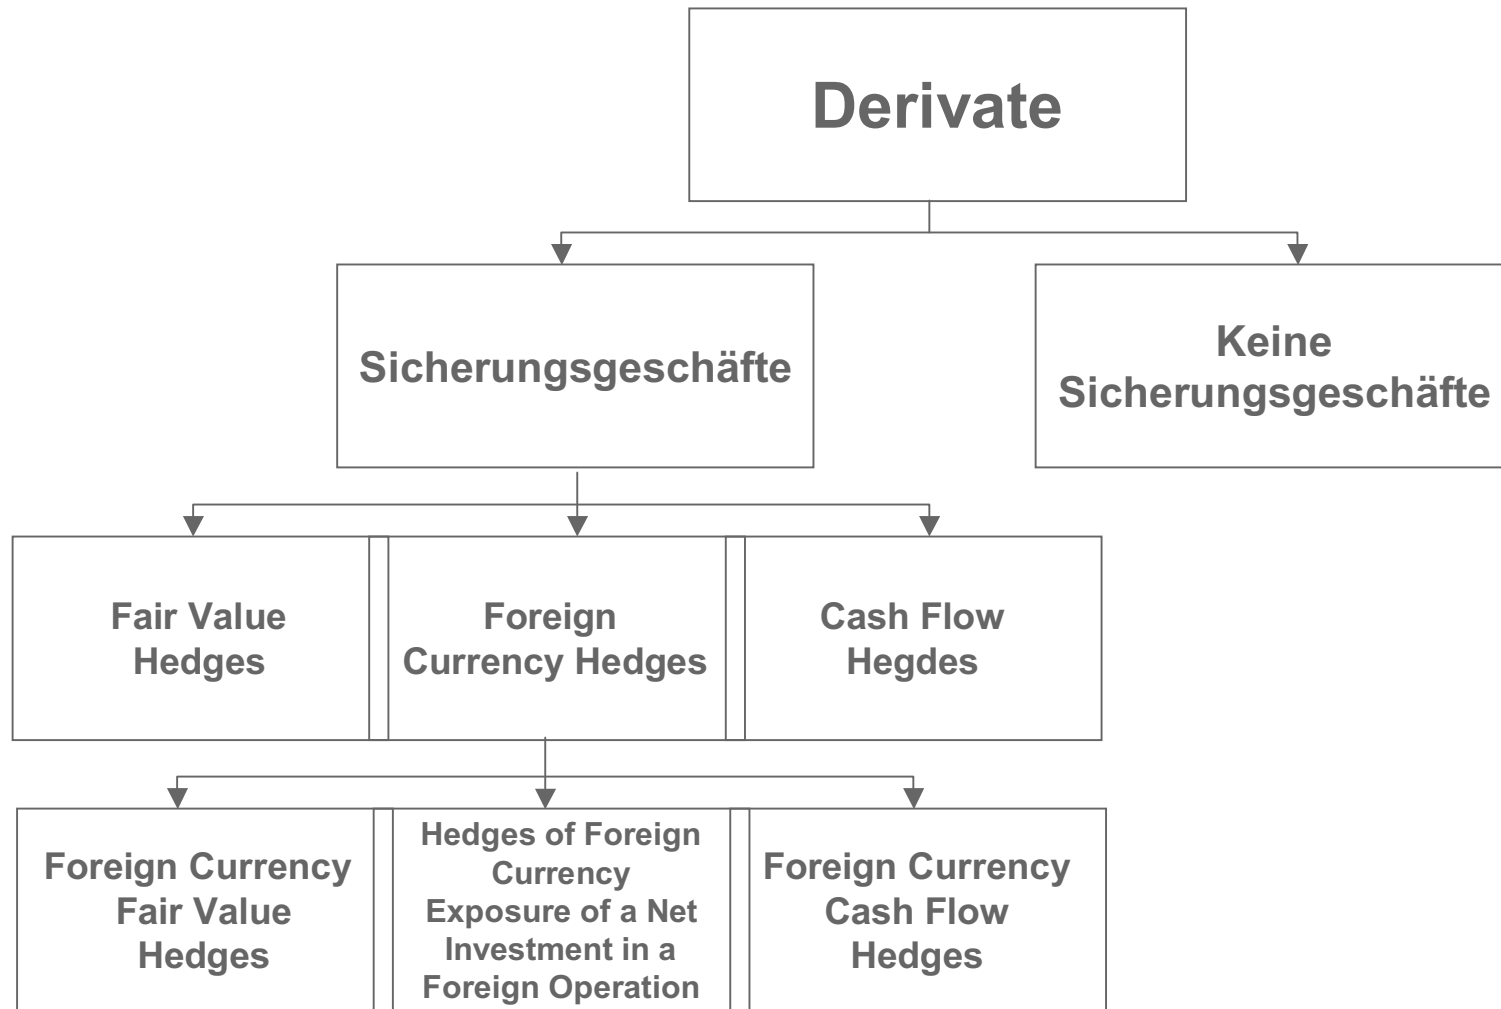 Derivate
Sicherungsgeschäfte
Keine
Sicherungsgeschäfte
Fair Value
Hedges
Foreign
Currency Hedges
Cash Flow
Hegdes
Foreign Currency
Fair Value
Hedges
Hedges of Foreign
Currency
Exposure of a Net
Investment in a
Foreign Operation
Foreign Currency
Cash Flow
Hedges